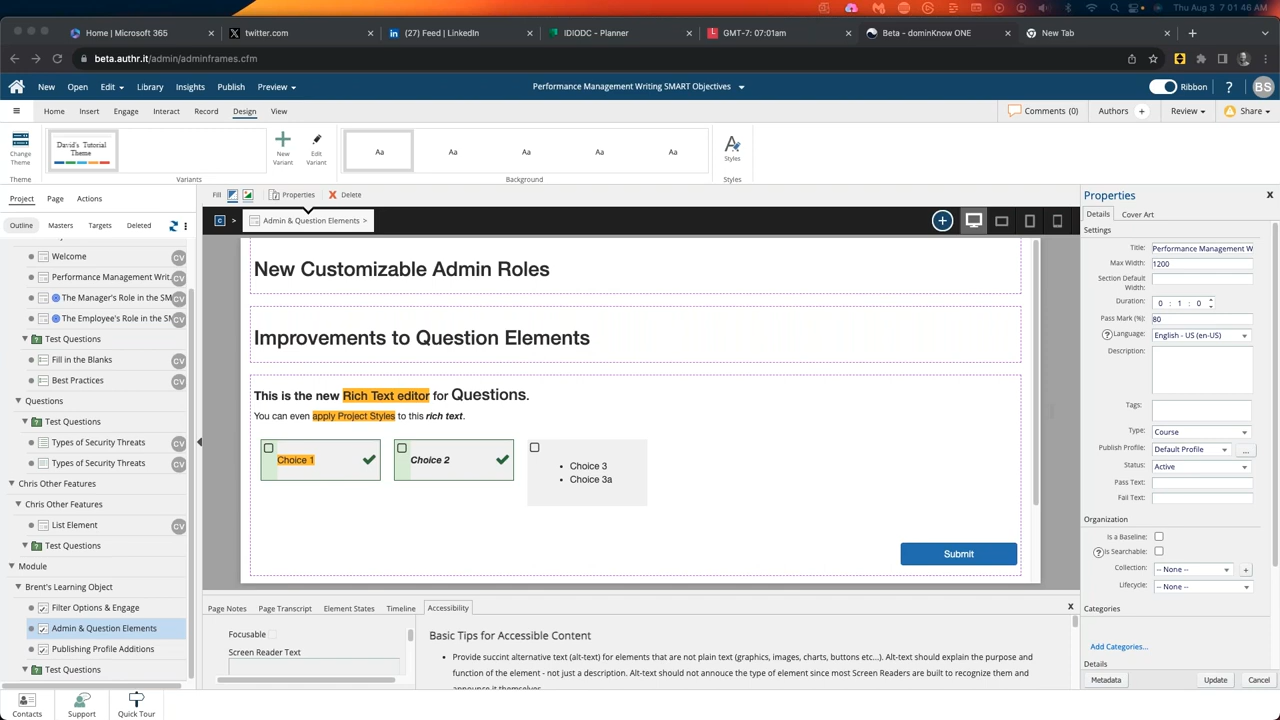 Thu Aug 3 7:01:46 AM
Home | Microsoft 365
twitter.com
(27) Feed | LinkedIn
IDIODC - Planner
GMT-7: 07:01am
Beta - dominKnow ONE
New Tab
beta.authr.it/admin/adminframes.cfm
New
Open
Edit
Library
Insights
Publish
Preview
Performance Management Writing SMART Objectives
Ribbon
?
BS
Home
Insert
Engage
Interact
Record
Design
View
Comments (0)
Authors
Review
Share
Change Theme
Theme
David's Tutorial Theme
Variants
New Variant
Edit Variant
Aa
Aa
Aa
Aa
Aa
Background
Styles
Styles
Project
Page
Actions
Fill
Properties
Delete
Outline
Masters
Targets
Deleted
C >
Admin & Question Elements >
Welcome
CV
Performance Management Writ...
CV
The Manager's Role in the SM
CV
The Employee's Role in the SM
CV
Test Questions
Fill in the Blanks
CV
Best Practices
CV
Questions
Test Questions
Types of Security Threats
CV
Types of Security Threats
CV
Chris Other Features
Chris Other Features
List Element
CV
Test Questions
Module
Brent's Learning Object
Filter Options & Engage
Admin & Question Elements
Publishing Profile Additions
Test Questions
Contacts
Support
Quick Tour
New Customizable Admin Roles
Improvements to Question Elements
This is the new Rich Text editor for Questions.
You can even apply Project Styles to this rich text.
Choice 1
Choice 2
• Choice 3
• Choice 3a
Submit
Page Notes
Page Transcript
Element States
Timeline
Accessibility
Focusable
Screen Reader Text
Basic Tips for Accessible Content
• Provide succint alternative text (alt-text) for elements that are not plain text (graphics, images, charts, buttons etc...). Alt-text should explain the purpose and
function of the element - not just a description. Alt-text should not annouce the type of element since most Screen Readers are built to recognize them and
announce it themselves.
Properties
Details
Cover Art
Settings
Title: Performance Management W
Max Width: 1200
Section Default Width:
Duration: 0 : 1 : 0
Pass Mark (%): 80
Language: English - US (en-US)
Description:
Tags:
Type: Course
Publish Profile: Default Profile ...
Status: Active
Pass Text:
Fail Text:
Organization
Is a Baseline:
Is Searchable:
Collection: -- None --
Lifecycle: -- None --
Categories
Add Categories...
Details
Metadata
Update
Cancel